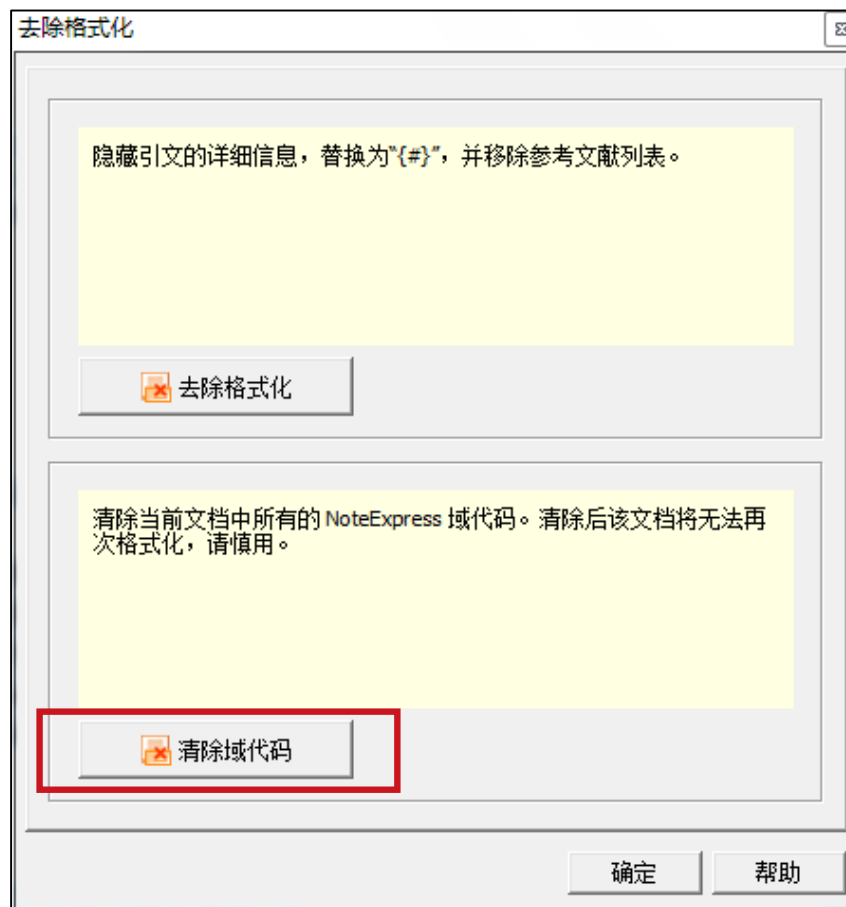 去除格式化
隐藏引文的详细信息，替换为“{#}”，并移除参考文献列表。
去除格式化
清除当前文档中所有的 NoteExpress 域代码。清除后该文档将无法再
次格式化，请慎用。
清除域代码
确定
帮助